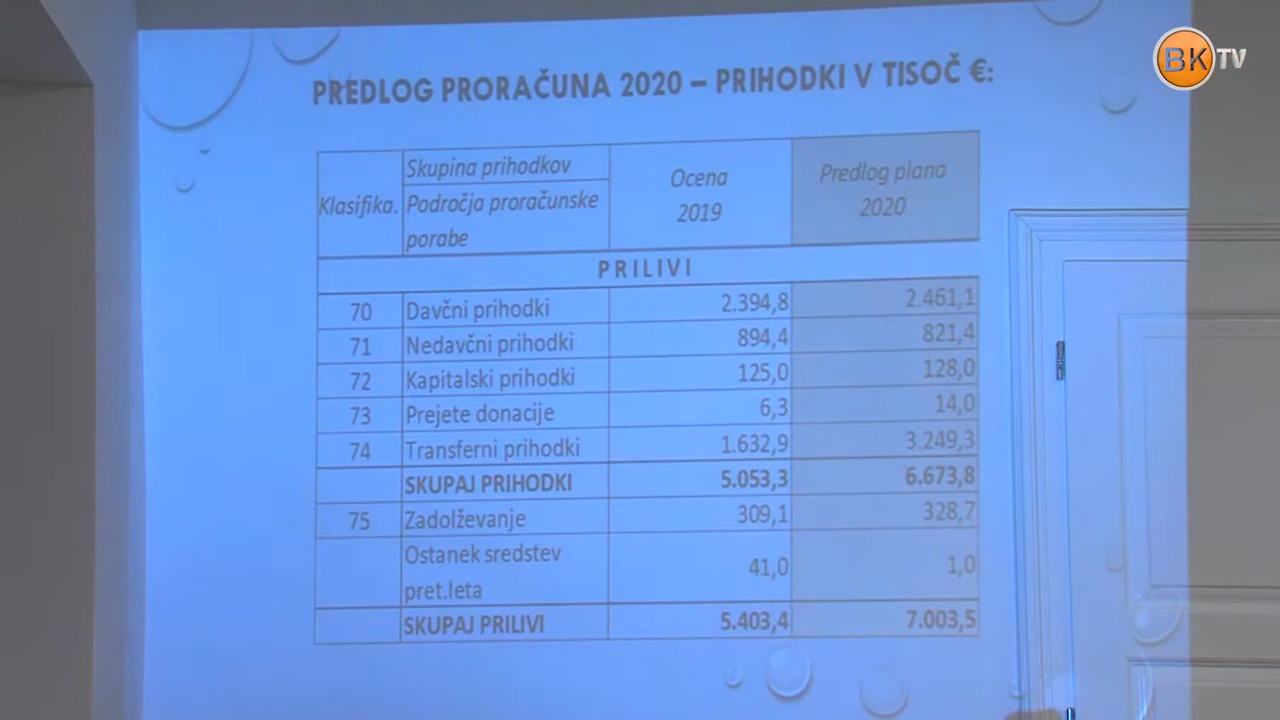 BKTV
PREDLOG PRORAČUNA 2020 – PRIHODKI V TISOČ €:
Klasifika. Skupina prihodkov Ocena 2019 Predlog plana 2020
Področja proračunske porabe
PRILIVI
70 Davčni prihodki 2.394,8 2.461,1
71 Nedavčni prihodki 894,4 821,4
72 Kapitalski prihodki 125,0 128,0
73 Prejete donacije 6,3 14,0
74 Transferni prihodki 1.632,9 3.249,3
SKUPAJ PRIHODKI 5.053,3 6.673,8
75 Zadolževanje 309,1 328,7
Ostanek sredstev pret.leta 41,0 1,0
SKUPAJ PRILIVI 5.403,4 7.003,5